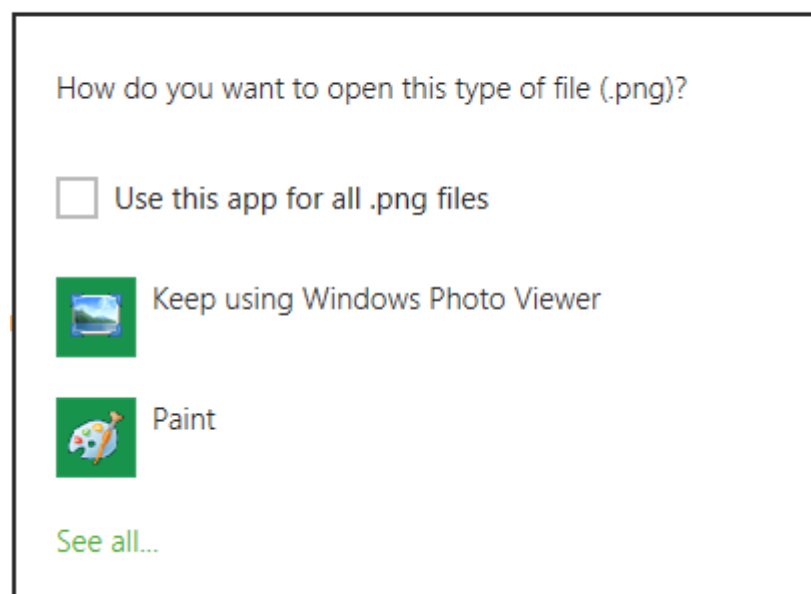 How do you want to open this type of file (.png)?
Use this app for all .png files
Keep using Windows Photo Viewer
Paint
See all...